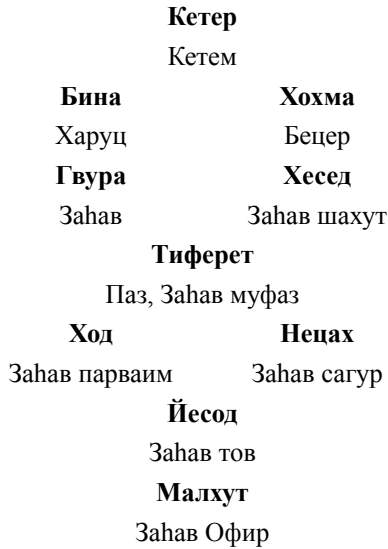 Кетер
Кетем
Бина Хохма
Харуц Бецер
Гвура Хесед
Заһав Заһав шахут
Тиферет
Паз, Заһав муфаз
Ход Нецах
Заһав парваим Заһав сагур
Йесод
Заһав тов
Малхут
Заһав Офир